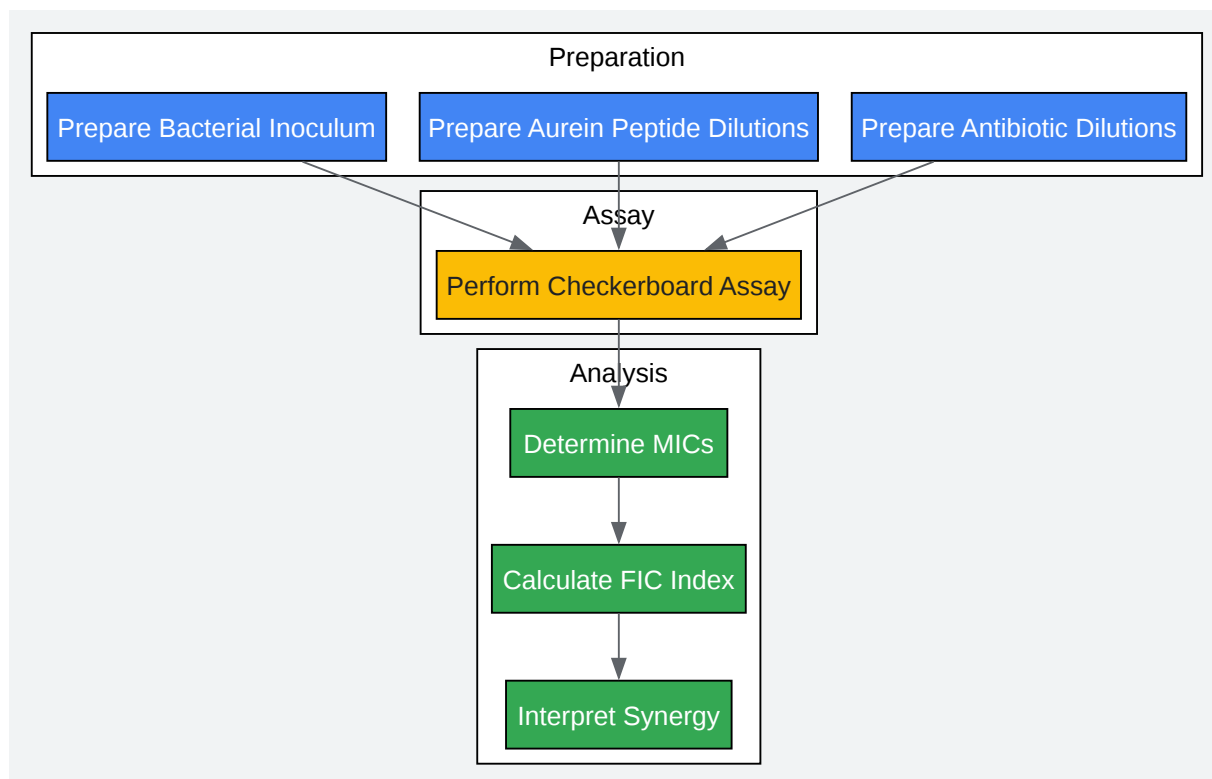 Preparation
Prepare Bacterial Inoculum
Prepare Aurein Peptide Dilutions
Prepare Antibiotic Dilutions
Assay
Perform Checkerboard Assay
Analysis
Determine MICs
Calculate FIC Index
Interpret Synergy